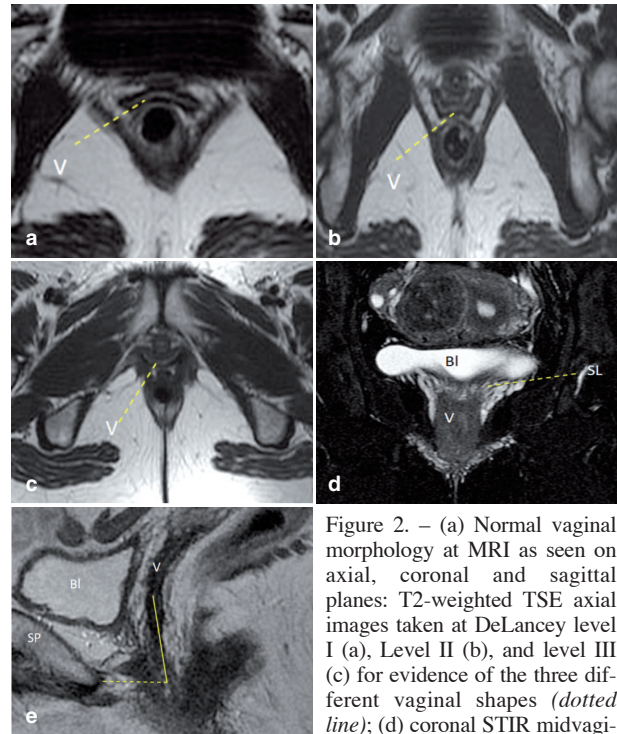 V
a
V
b
V
c
Bl
SL
V
d
Bl
V
SP
e
Figure 2. – (a) Normal vaginal
morphology at MRI as seen on
axial, coronal and sagittal
planes: T2-weighted TSE axial
images taken at DeLancey level
I (a), Level II (b), and level III
(c) for evidence of the three dif-
ferent vaginal shapes (dotted
line); (d) coronal STIR midvagi-